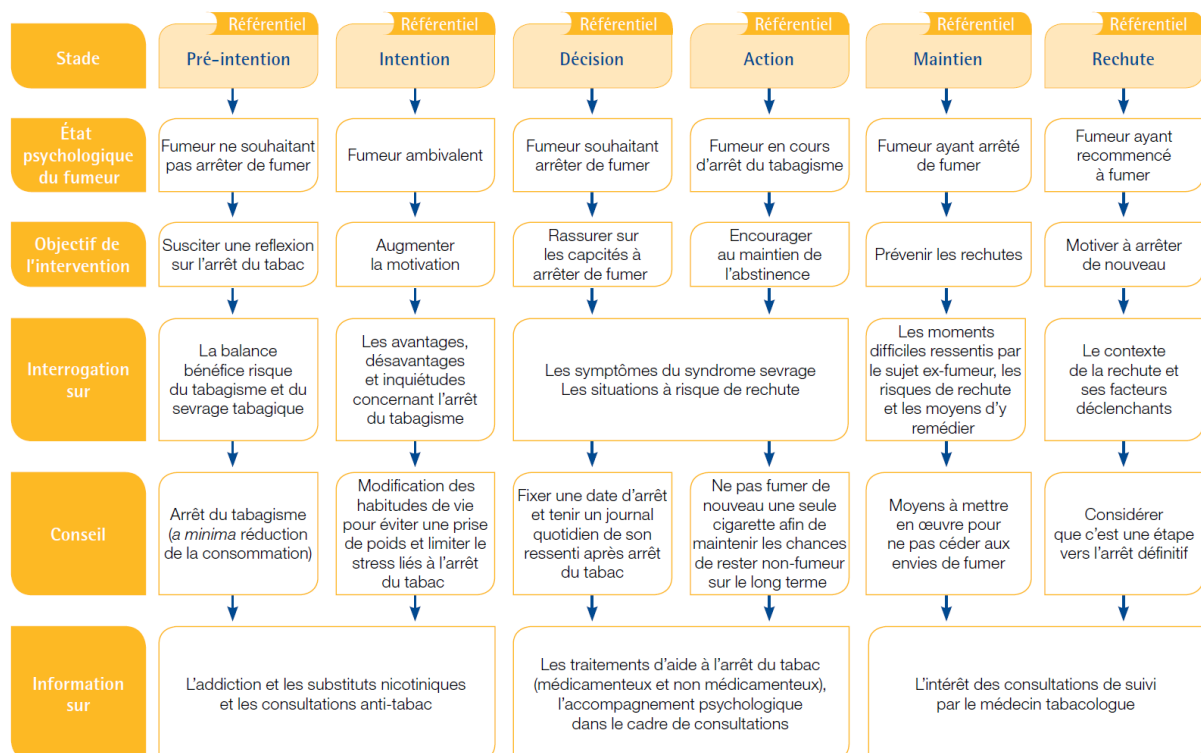 Référentiel
Référentiel
Référentiel
Référentiel
Référentiel
Référentiel
Stade
Pré-intention
Intention
Décision
Action
Maintien
Rechute
État
psychologique
du fumeur
Fumeur ne souhaitant
pas arrêter de fumer
Fumeur ambivalent
Fumeur souhaitant
arrêter de fumer
Fumeur en cours
d’arrêt du tabagisme
Fumeur ayant arrêté
de fumer
Fumeur ayant
recommencé
à fumer
Objectif de
l’intervention
Susciter une réflexion
sur l’arrêt du tabac
Augmenter
la motivation
Rassurer sur
les capcités à
arrêter de fumer
Encourager
au maintien de
l’abstinence
Prévenir les rechutes
Motiver à arrêter
de nouveau
Interrogation
sur
La balance
bénéfice risque
du tabagisme et du
sevrage tabagique
Les avantages,
désavantages
et inquiétudes
concernant l’arrêt
du tabagisme
Les symptômes du syndrome sevrage
Les situations à risque de rechute
Les moments
difficiles ressentis par
le sujet ex-fumeur, les
risques de rechute
et les moyens d’y
remédier
Le contexte
de la rechute et
ses facteurs
déclenchants
Conseil
Arrêt du tabagisme
(a minima réduction
de la consommation)
Modification des
habitudes de vie
pour éviter une prise
de poids et limiter le
stress liés à l’arrêt
du tabac
Fixer une date d’arrêt
et tenir un journal
quotidien de son
ressenti après arrêt
du tabac
Ne pas fumer de
nouveau une seule
cigarette afin de
maintenir les chances
de rester non-fumeur
sur le long terme
Moyens à mettre
en œuvre pour
ne pas céder aux
envies de fumer
Considérer
que c’est une étape
vers l’arrêt définitif
Information
sur
L’addiction et les substituts nicotiniques
et les consultations anti-tabac
Les traitements d’aide à l’arrêt du tabac
(médicamenteux et non médicamenteux),
l’accompagnement psychologique
dans le cadre de consultations
L’intérêt des consultations de suivi
par le médecin tabacologue